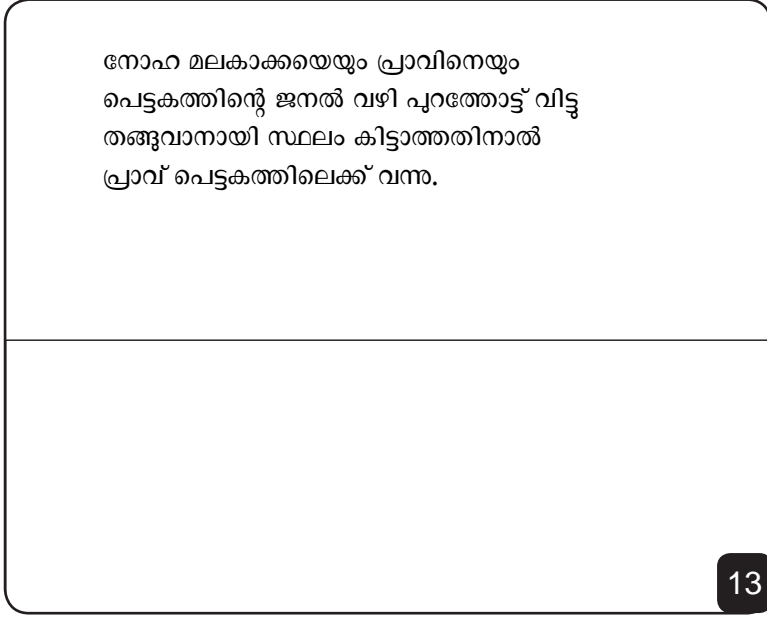 നോഹ മലകാക്കയെയും പ്രാവിനെയും
പെട്ടകത്തിന്റെ ജനൽ വഴി പുറത്തോട്ട് വിട്ടു
തങ്ങുവാനായി സ്ഥലം കിട്ടാത്തതിനാൽ
പ്രാവ് പെട്ടകത്തിലെക്ക് വന്നു.
13